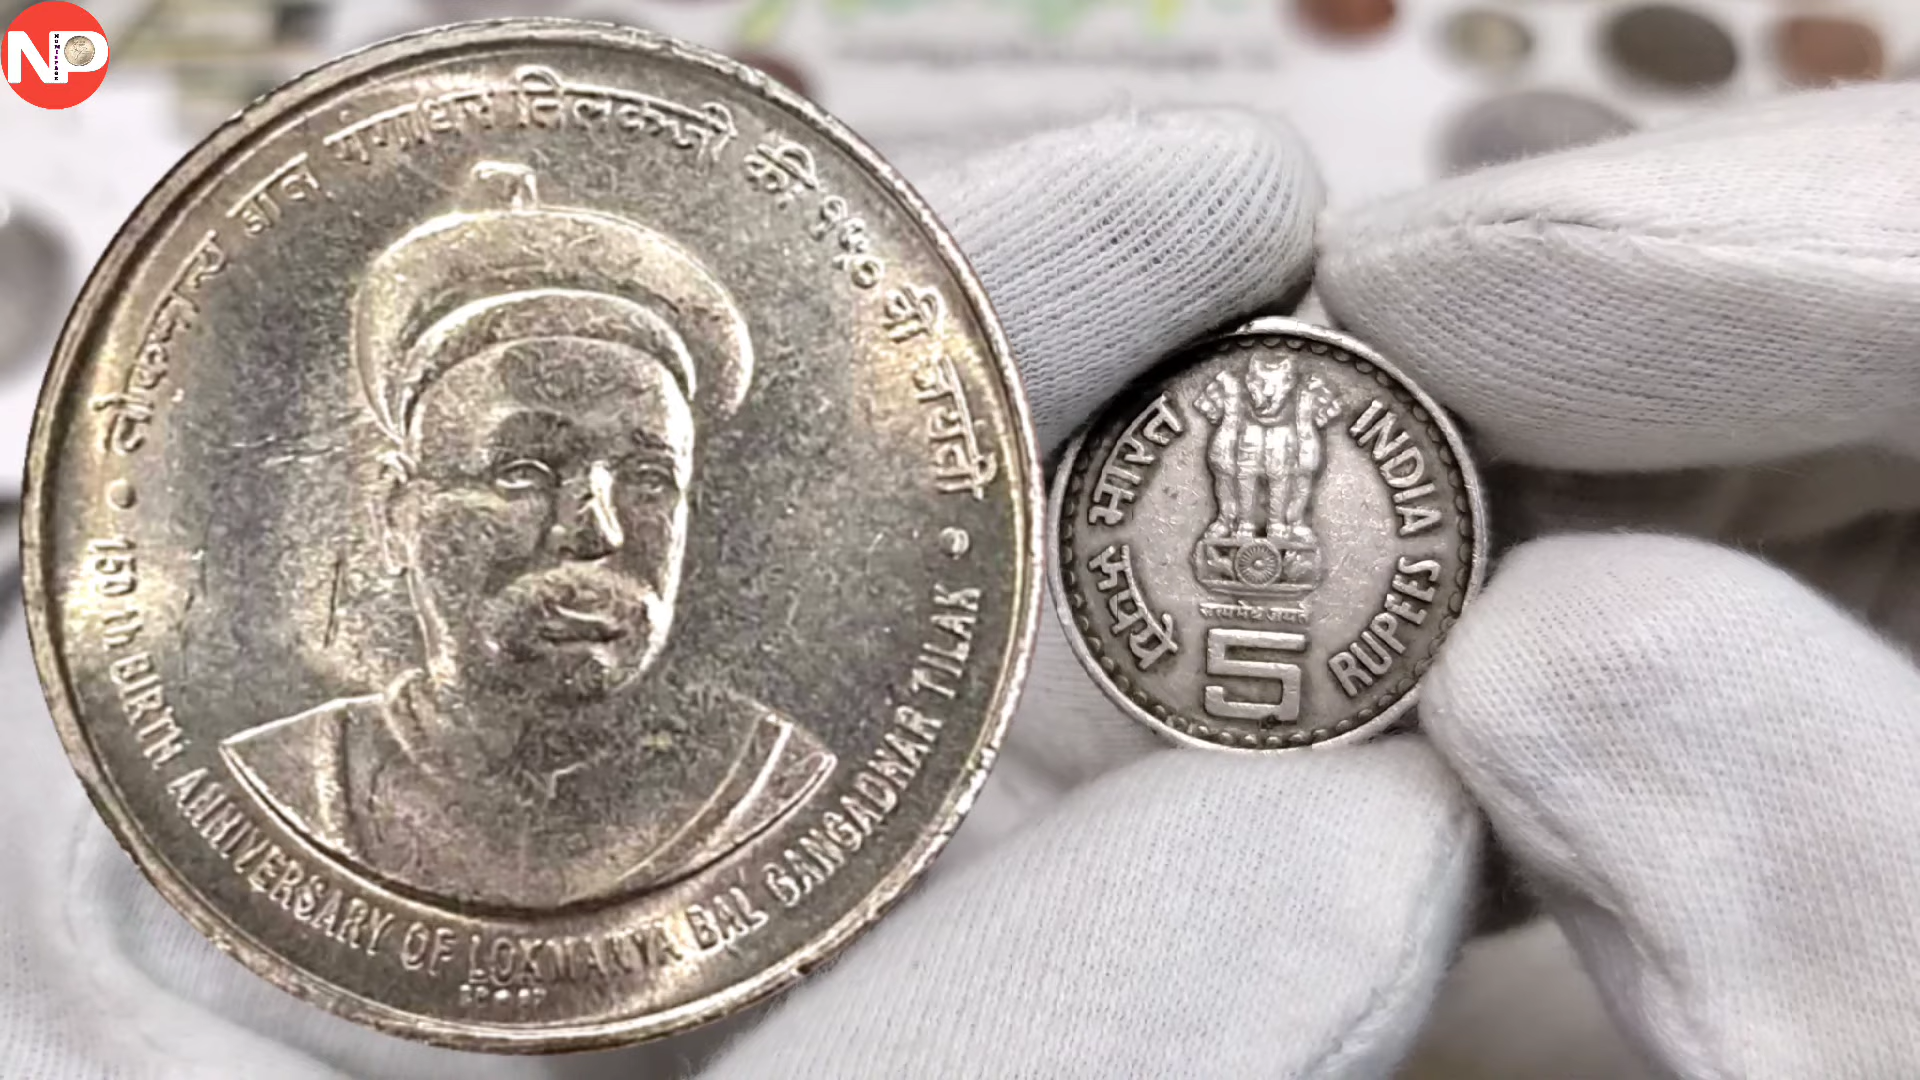 NP
लोकमान्य बाल गंगाधर तिलकजी की १५० वी जयंती
150th BIRTH ANNIVERSARY OF LOKMANYA BAL GANGADHAR TILAK
भारत
रूपये
INDIA
RUPEES
सत्यमेव जयते
5